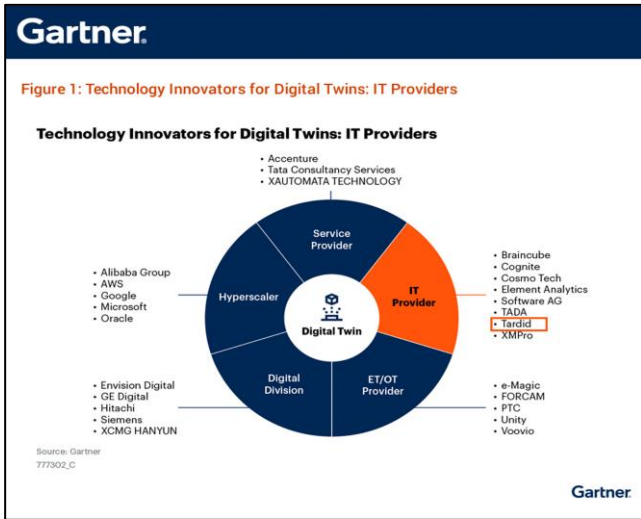 Gartner.
Figure 1: Technology Innovators for Digital Twins: IT Providers
Technology Innovators for Digital Twins: IT Providers
• Accenture
• Tata Consultancy Services
• XAUTOMATA TECHNOLOGY
Service
Provider
IT
Provider
• Braincube
• Cognite
• Cosmo Tech
• Element Analytics
• Software AG
• TADA
• Tardid
• XMPro
• Alibaba Group
• AWS
• Google
• Microsoft
• Oracle
Hyperscaler
Digital Twin
Digital
Division
ET/OT
Provider
• Envision Digital
• GE Digital
• Hitachi
• Siemens
• XCMG HANYUN
• e-Magic
• FORCAM
• PTC
• Unity
• Voovio
Source: Gartner
777302_C
Gartner